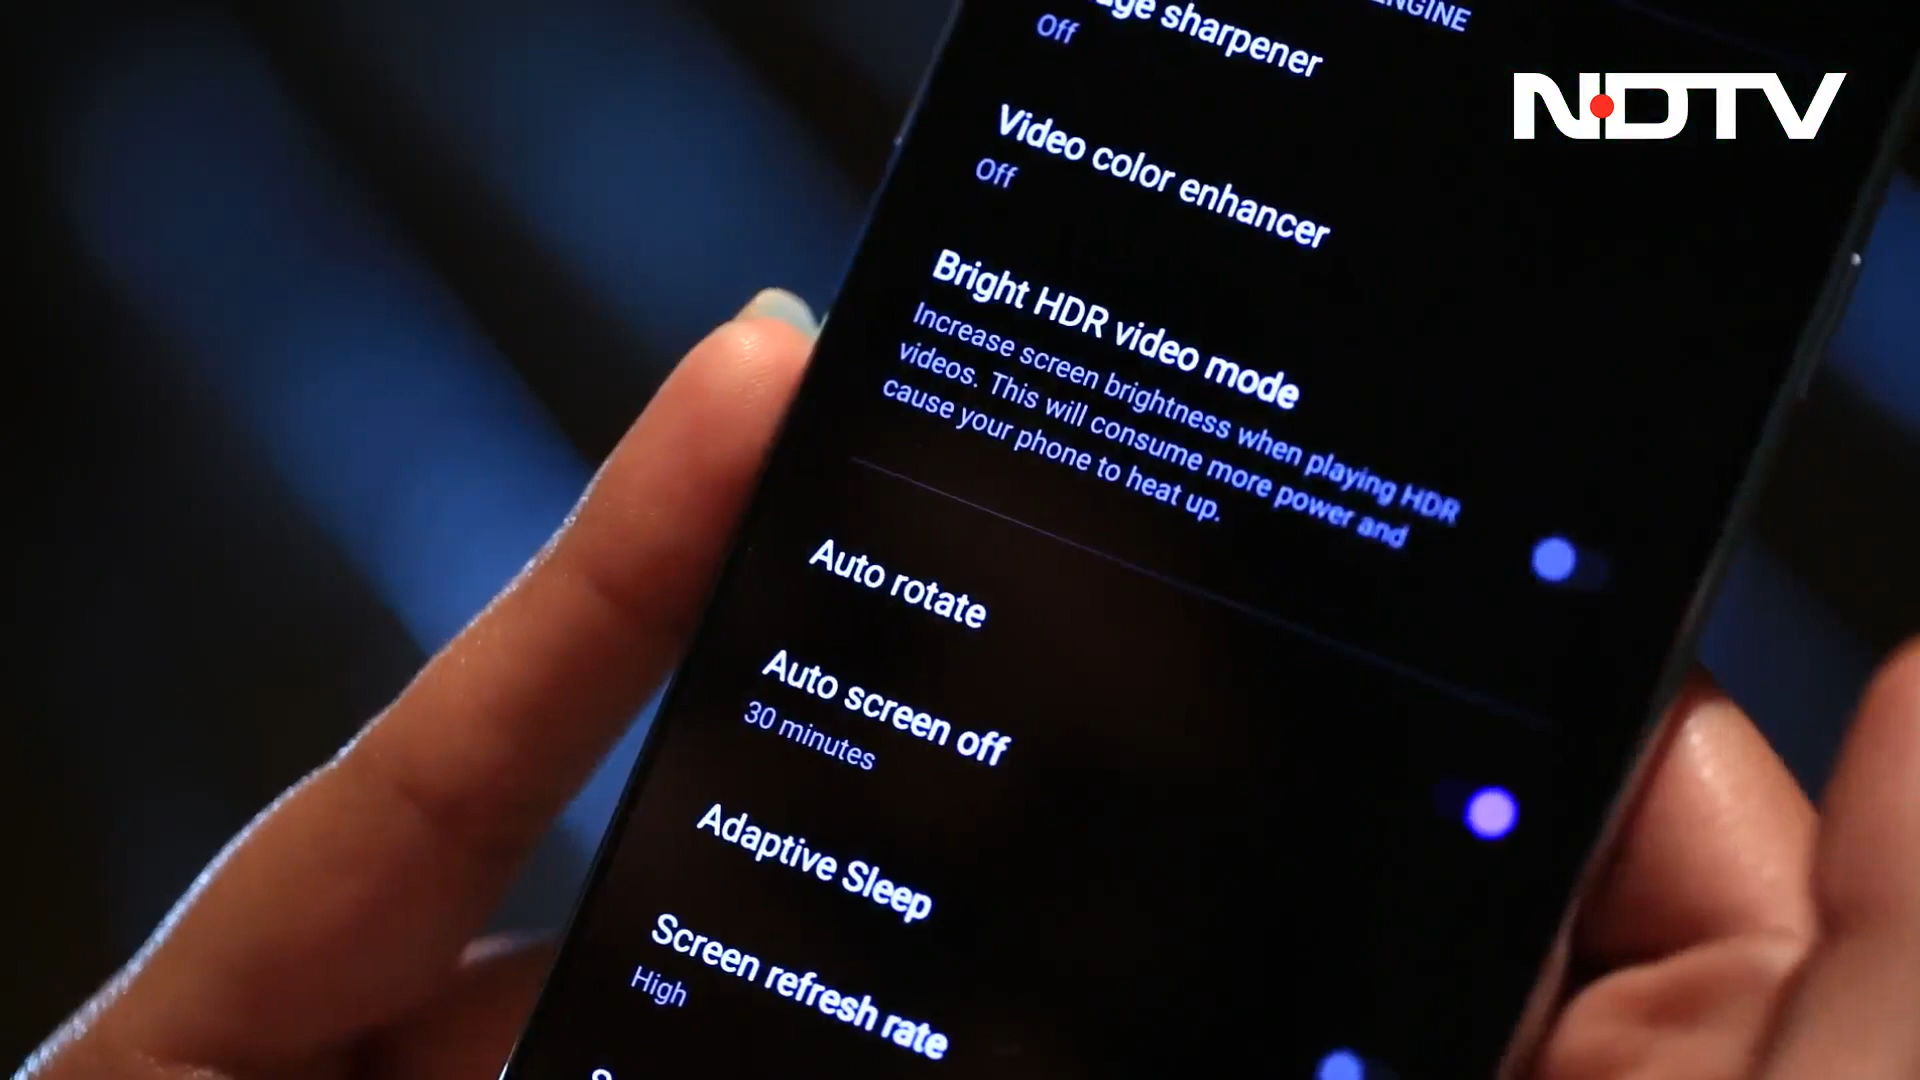 ENGINE
sharpener
Off
NDTV
Video color enhancer
Off
Bright HDR video mode
Increase screen brightness when playing HDR
videos. This will consume more power and
cause your phone to heat up.
Auto rotate
Auto screen off
30 minutes
Adaptive Sleep
Screen refresh rate
High